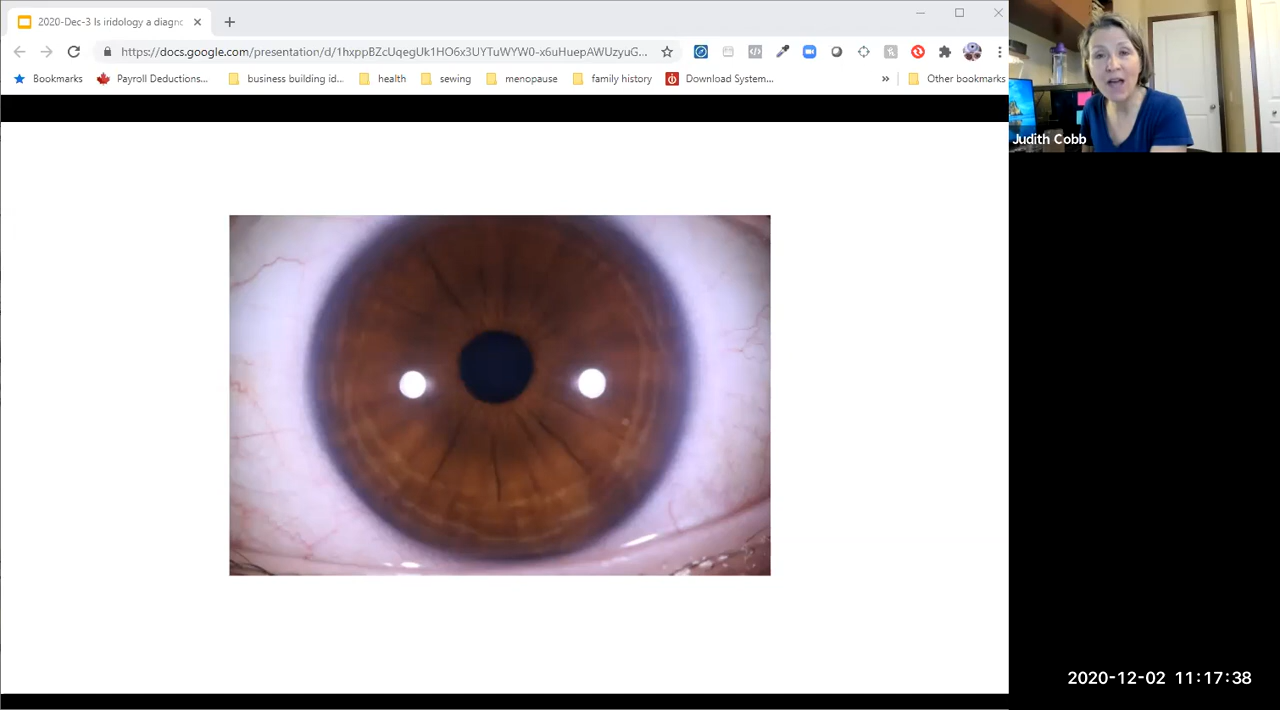 2020-Dec-3 Is iridology a diagno
https://docs.google.com/presentation/d/1hxppBZcUqegUk1HO6x3UYTuWYW0-x6uHuepAWUzyuG...
Bookmarks Payroll Deductions... business building id... health sewing menopause family history Download System... » Other bookmarks
Judith Cobb
2020-12-02 11:17:38